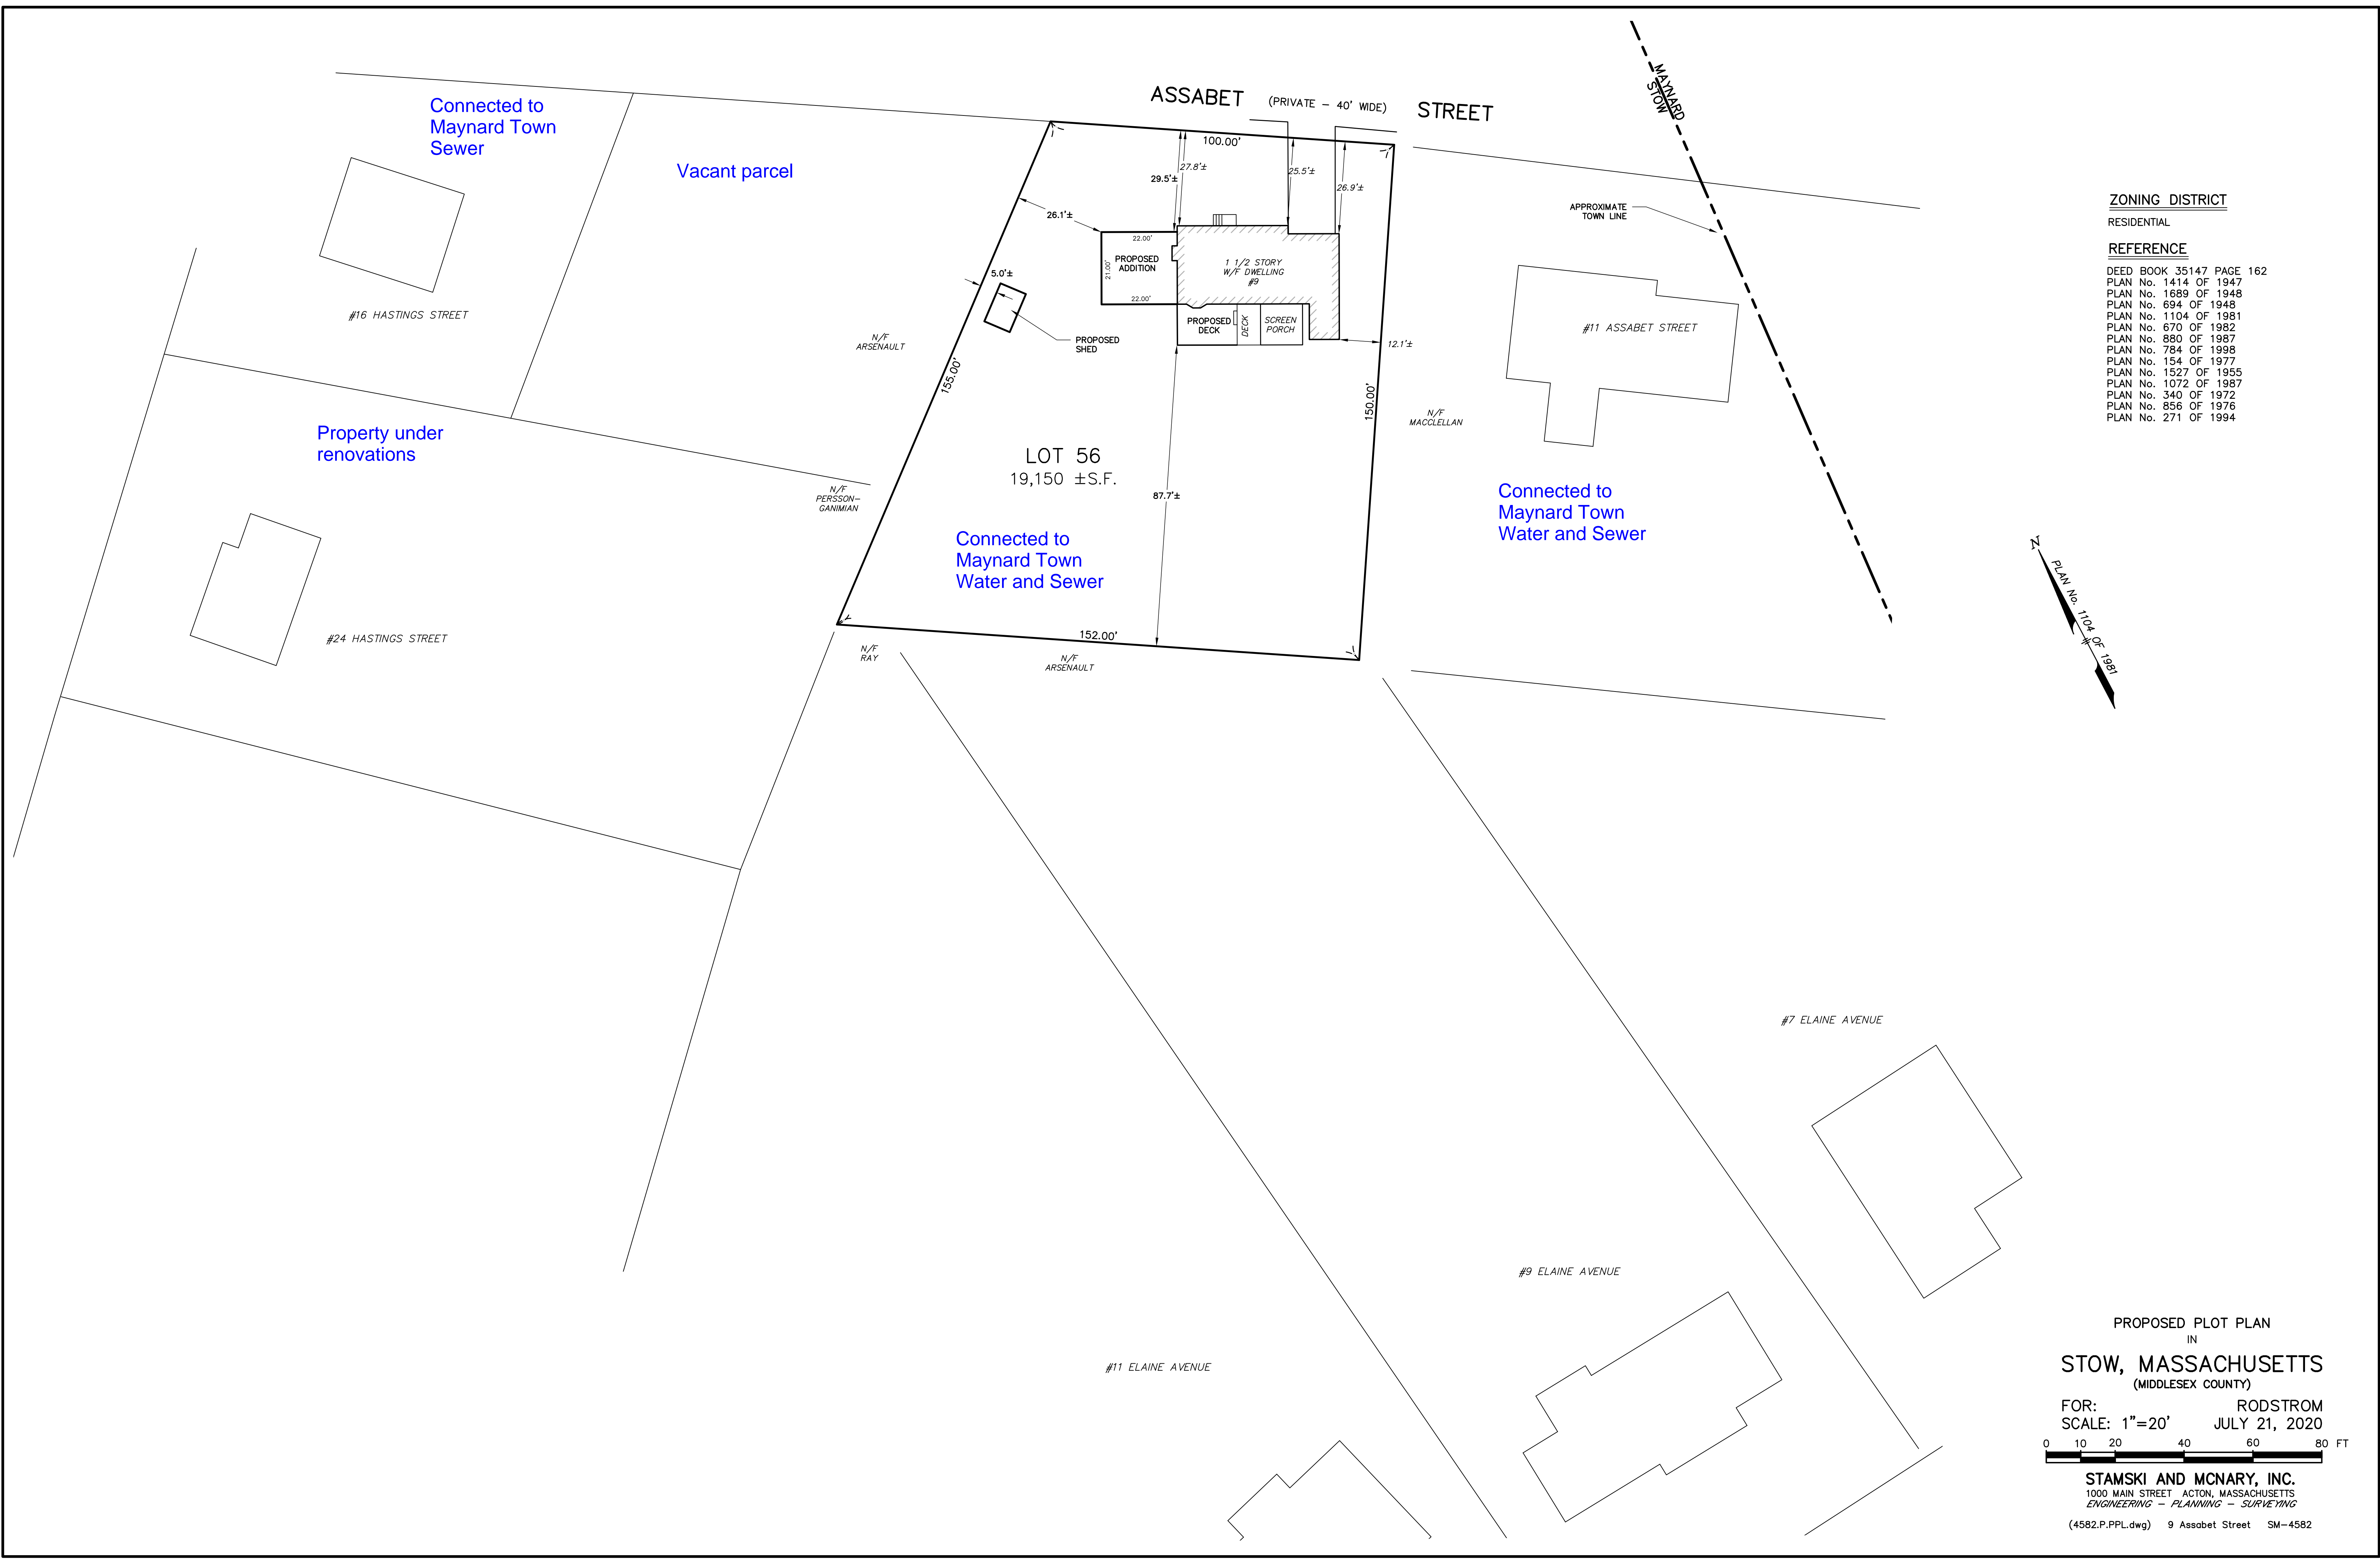 ASSABET (PRIVATE - 40' WIDE) STREET
MAYNARD
STOW
Connected to
Maynard Town
Sewer
Vacant parcel
#16 HASTINGS STREET
Property under
renovations
#24 HASTINGS STREET
N/F
ARSENAULT
N/F
PERSSON-
GANIMIAN
100.00'
29.5'±
27.8'±
25.5'±
26.9'±
26.1'±
5.0'±
22.00'
21.00'
PROPOSED
ADDITION
22.00'
1 1/2 STORY
W/F DWELLING
#9
PROPOSED
DECK
DECK
SCREEN
PORCH
PROPOSED
SHED
12.1'±
155.00'
150.00'
87.7'±
LOT 56
19,150 ±S.F.
Connected to
Maynard Town
Water and Sewer
152.00'
N/F
RAY
N/F
ARSENAULT
N/F
MACCLELLAN
APPROXIMATE
TOWN LINE
#11 ASSABET STREET
Connected to
Maynard Town
Water and Sewer
ZONING DISTRICT
RESIDENTIAL
REFERENCE
DEED BOOK 35147 PAGE 162
PLAN No. 1414 OF 1947
PLAN No. 1689 OF 1948
PLAN No. 694 OF 1948
PLAN No. 1104 OF 1981
PLAN No. 670 OF 1982
PLAN No. 880 OF 1987
PLAN No. 784 OF 1998
PLAN No. 154 OF 1977
PLAN No. 1527 OF 1955
PLAN No. 1072 OF 1987
PLAN No. 340 OF 1972
PLAN No. 856 OF 1976
PLAN No. 271 OF 1994
N
PLAN No. 1104 OF 1981
#7 ELAINE AVENUE
#9 ELAINE AVENUE
#11 ELAINE AVENUE
PROPOSED PLOT PLAN
IN
STOW, MASSACHUSETTS
(MIDDLESEX COUNTY)
FOR: RODSTROM
SCALE: 1"=20' JULY 21, 2020
0 10 20 40 60 80 FT
STAMSKI AND MCNARY, INC.
1000 MAIN STREET ACTON, MASSACHUSETTS
ENGINEERING - PLANNING - SURVEYING
(4582.P.PPL.dwg) 9 Assabet Street SM-4582